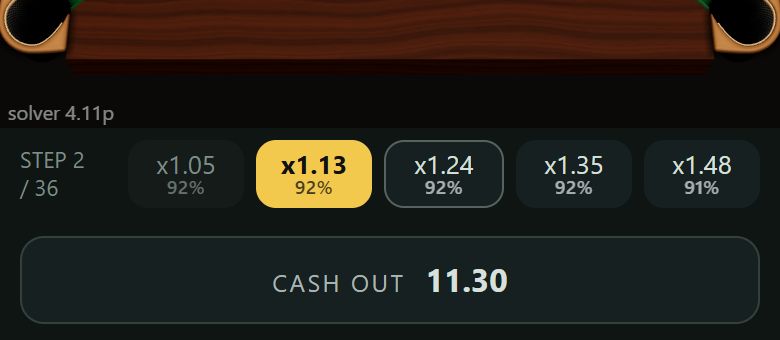 solver 4.11p
STEP 2
/ 36
x1.05
92%
x1.13
92%
x1.24
92%
x1.35
92%
x1.48
91%
CASH OUT 11.30